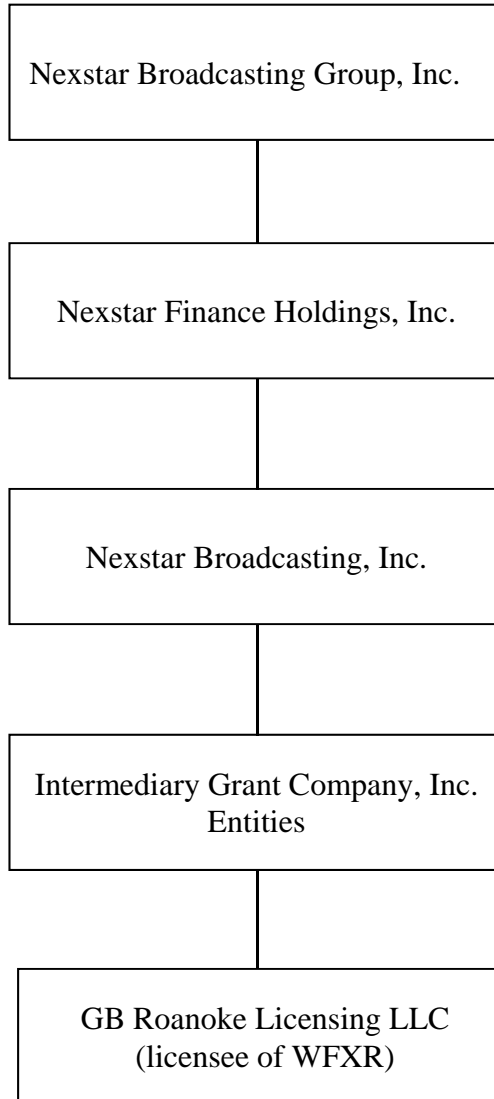 Nexstar Broadcasting Group, Inc.
Nexstar Finance Holdings, Inc.
Nexstar Broadcasting, Inc.
Intermediary Grant Company, Inc.
Entities
GB Roanoke Licensing LLC
(licensee of WFXR)